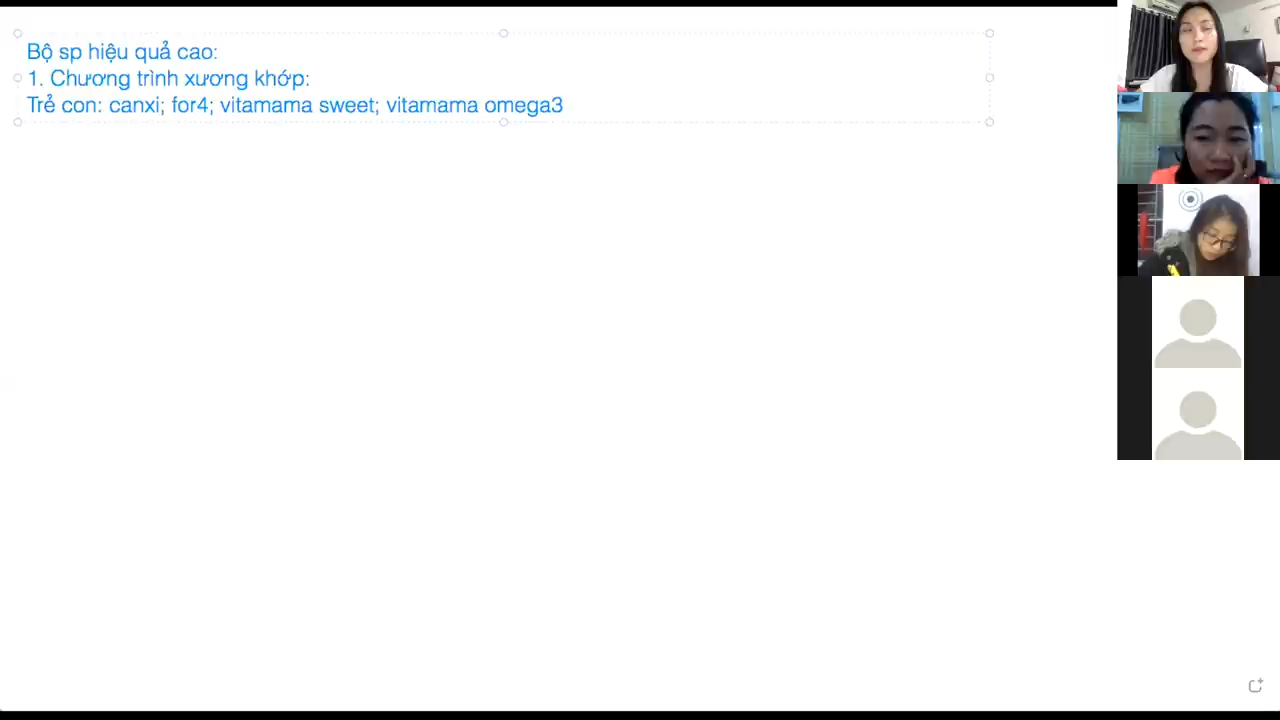 Bộ sp hiệu quả cao:
1. Chương trình xương khớp:
Trẻ con: canxi; for4; vitamama sweet; vitamama omega3